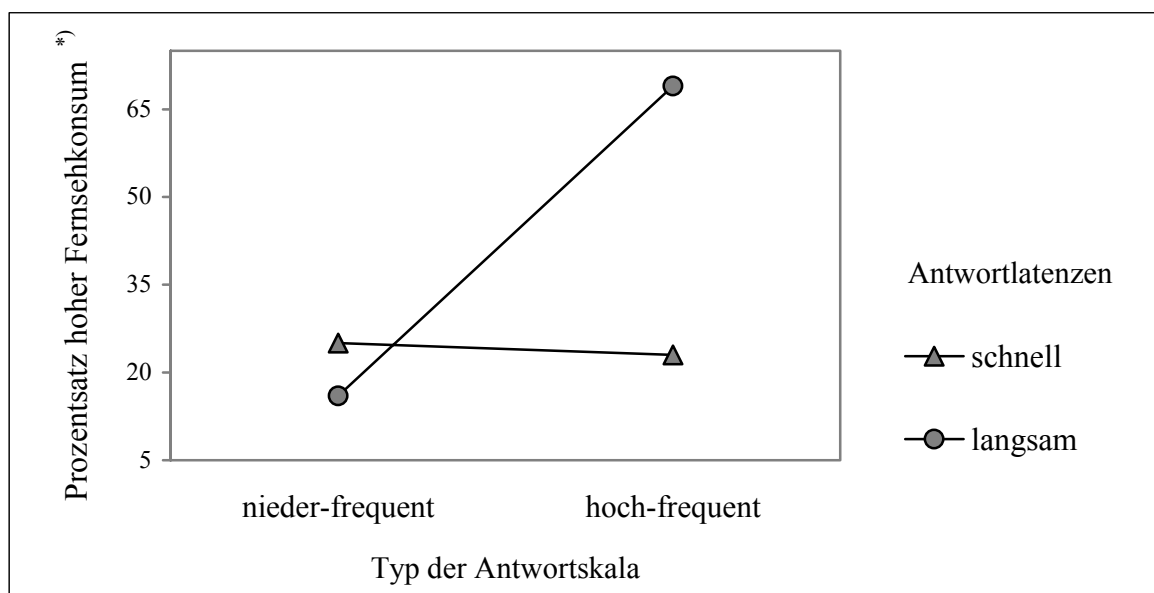 Prozentsatz hoher Fernsehkonsum *)
65
50
35
20
5
nieder-frequent
hoch-frequent
Typ der Antwortskala
Antwortlatenzen
schnell
langsam